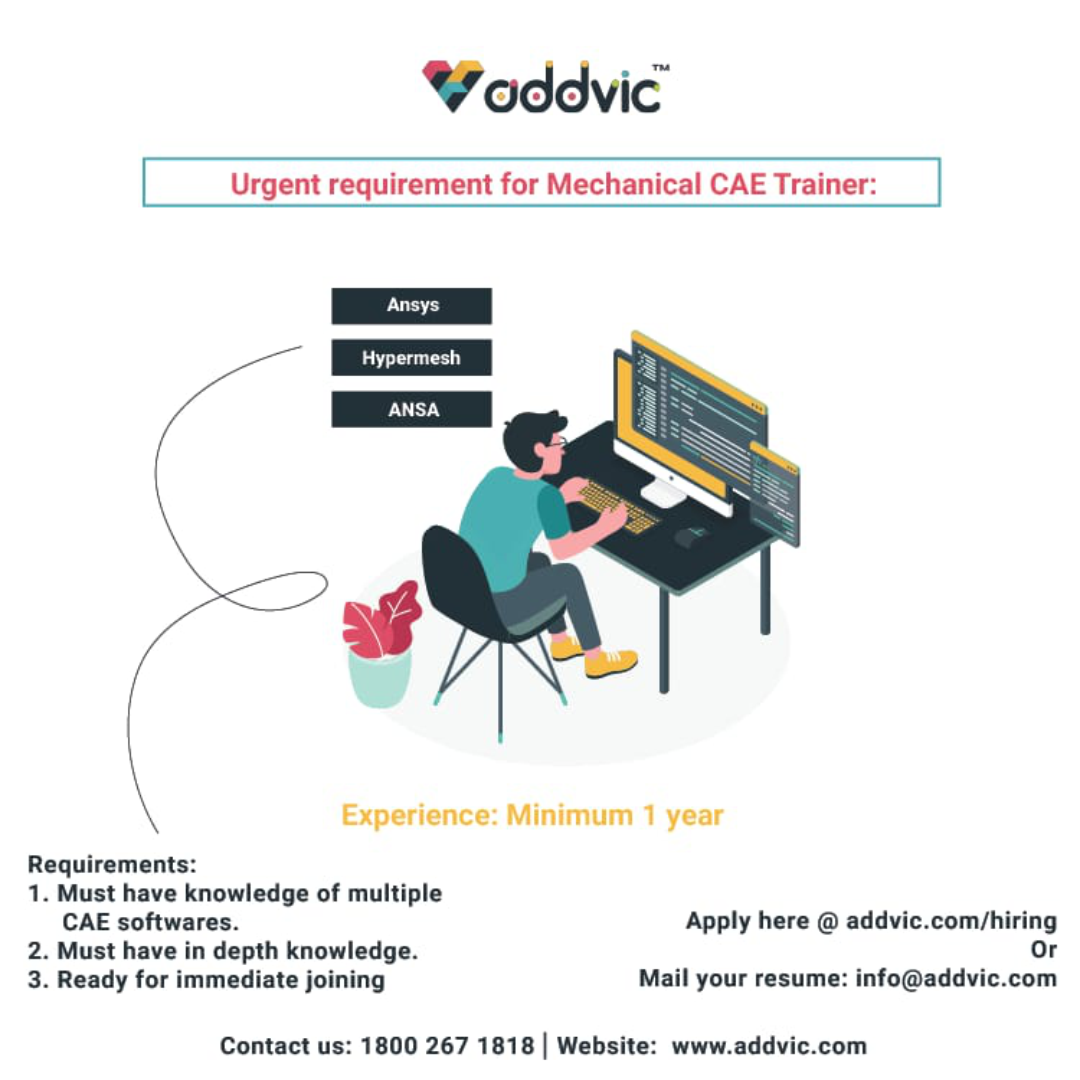 addvic™
Urgent requirement for Mechanical CAE Trainer:
Ansys
Hypermesh
ANSA
Experience: Minimum 1 year
Requirements:
1. Must have knowledge of multiple
CAE softwares.
2. Must have in depth knowledge.
3. Ready for immediate joining
Apply here @ addvic.com/hiring
Or
Mail your resume: info@addvic.com
Contact us: 1800 267 1818 | Website: www.addvic.com